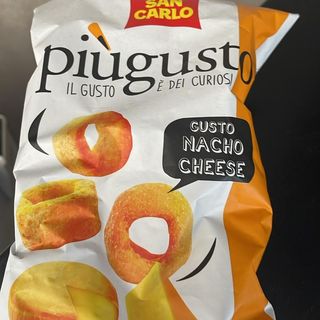 SAN
CARLO
piùgusto
IL GUSTO È DEI CURIOSI
GUSTO
NACHO
CHEESE